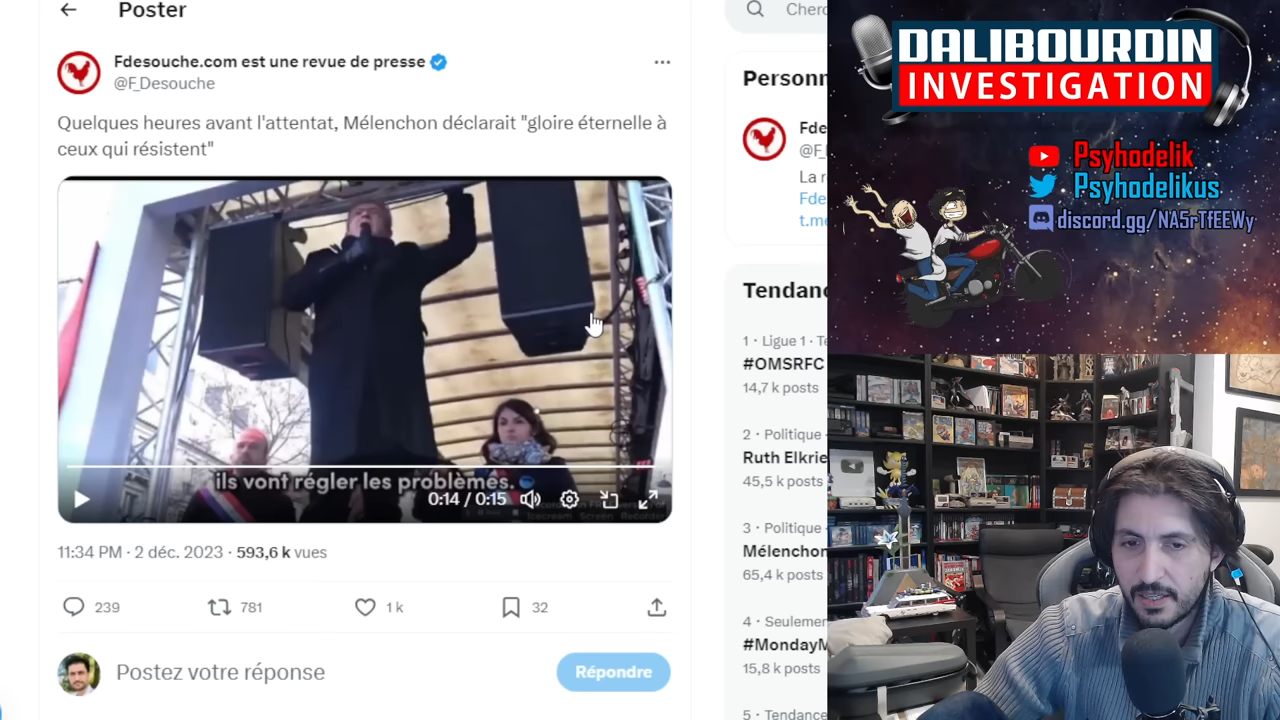 Poster
Cherc
Fdesouche.com est une revue de presse
@F_Desouche
Quelques heures avant l'attentat, Mélenchon déclarait "gloire éternelle à
ceux qui résistent"
ils vont régler les problèmes.
0:14 / 0:15
11:34 PM · 2 déc. 2023 · 593,6 k vues
239
781
1 k
32
Postez votre réponse
Répondre
Personn
Fde
@F_
La r
Fde
t.me
Tendanc
1 · Ligue 1 · Te
#OMSRFC
14,7 k posts
2 · Politique ·
Ruth Elkrie
45,5 k posts
3 · Politique ·
Mélenchon
65,4 k posts
4 · Seulemen
#MondayM
15,8 k posts
5 · Tendance
DALIBOURDIN
INVESTIGATION
Psyhodelik
Psyhodelikus
discord.gg/NA5rTfEEWy